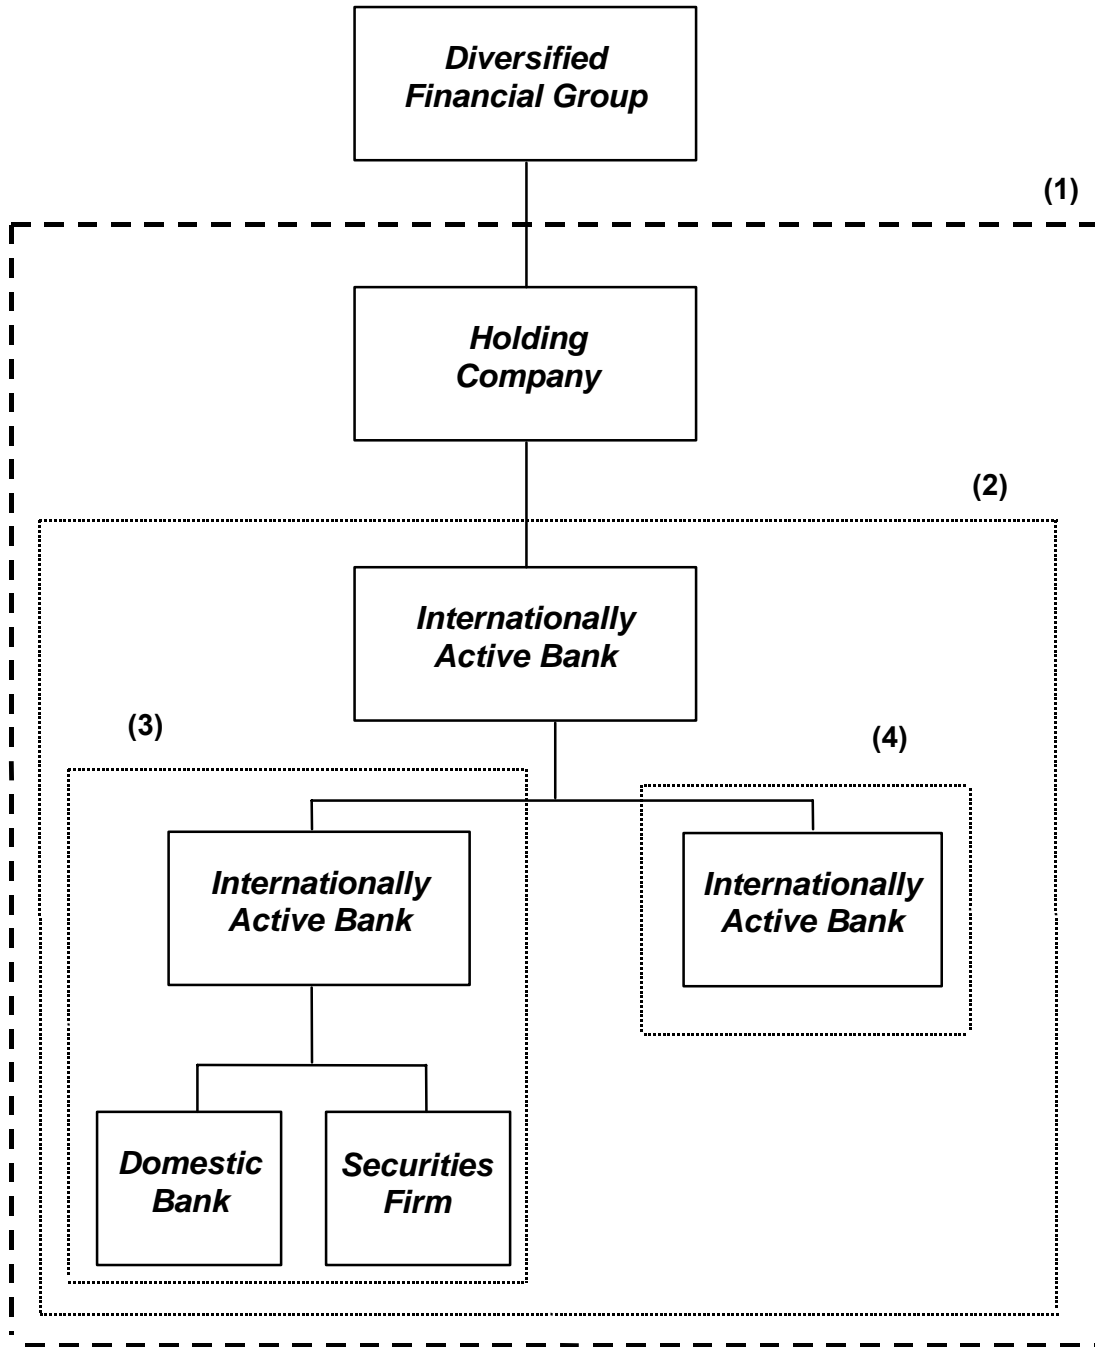 Diversified
Financial Group
(1)
Holding
Company
(2)
Internationally
Active Bank
(3)
(4)
Internationally
Active Bank
Internationally
Active Bank
Domestic
Bank
Securities
Firm